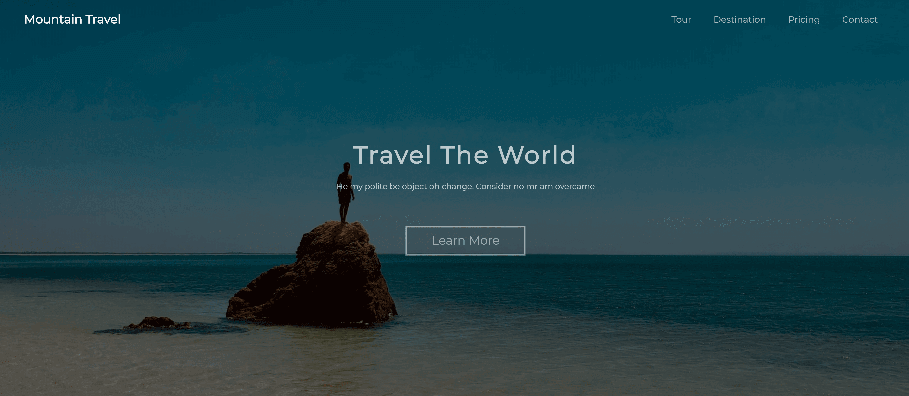 Mountain Travel
Tour Destination Pricing Contact
Travel The World
He my polite be object oh change. Consider no mr am overcame
Learn More